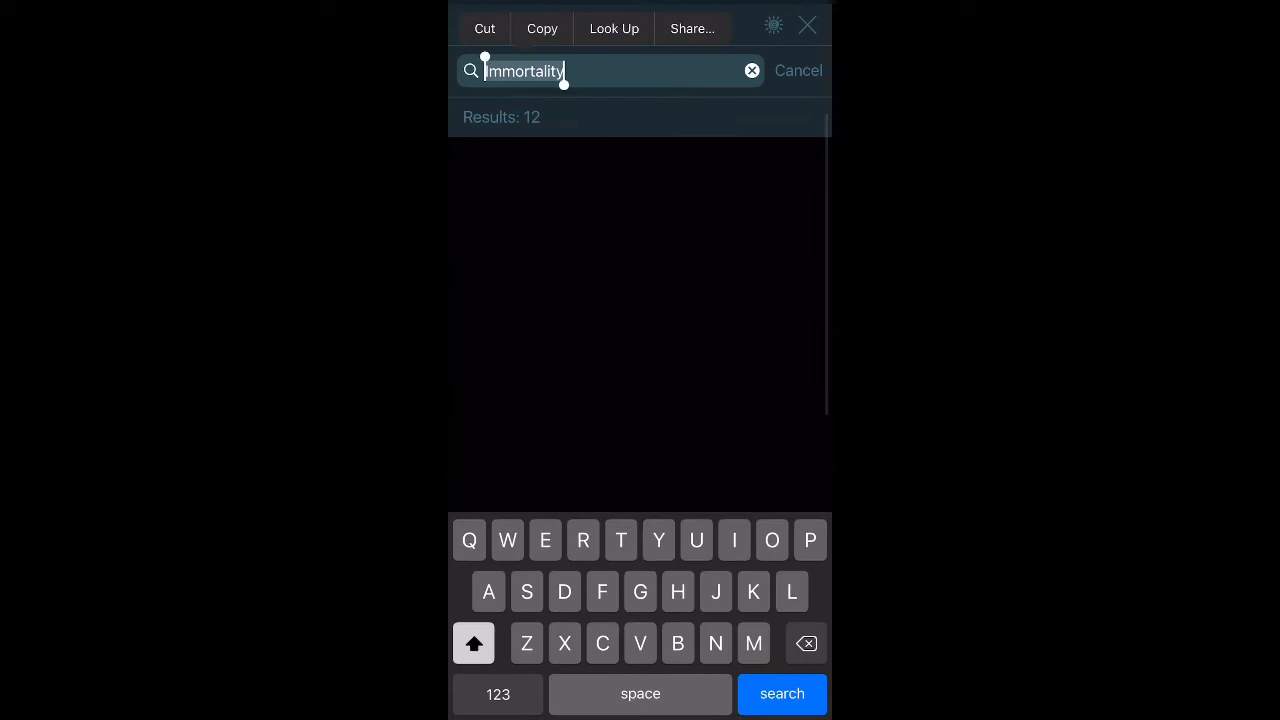 Cut Copy Look Up Share...
Immortality Cancel
Results: 12
Q W E R T Y U I O P
A S D F G H J K L
Z X C V B N M
123 space search